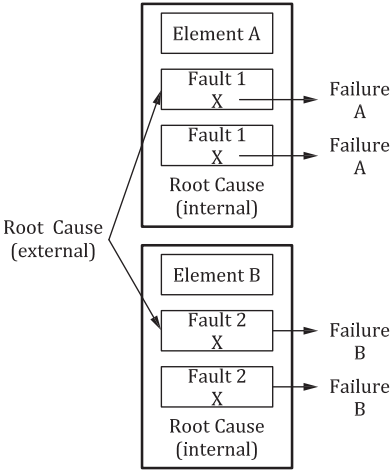 Element A
Fault 1
X
Failure
A
Fault 1
X
Failure
A
Root Cause
(internal)
Root Cause
(external)
Element B
Fault 2
X
Failure
B
Fault 2
X
Failure
B
Root Cause
(internal)